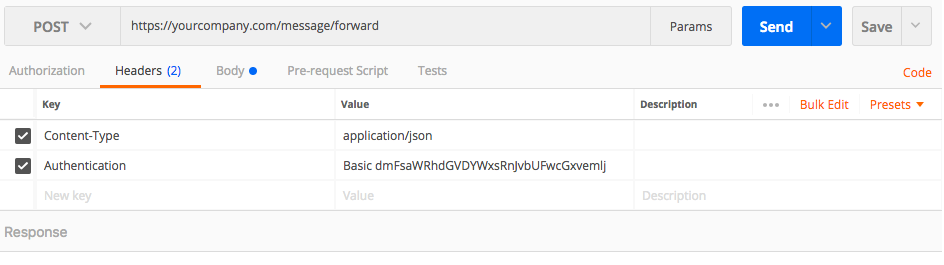 POST https://yourcompany.com/message/forward Params Send Save
Authorization Headers (2) Body Pre-request Script Tests Code
Key Value Description Bulk Edit Presets
Content-Type application/json
Authentication Basic dmFsaWRhdGVDYWxsRnJvbUFwcGxvemlj
New key Value Description
Response